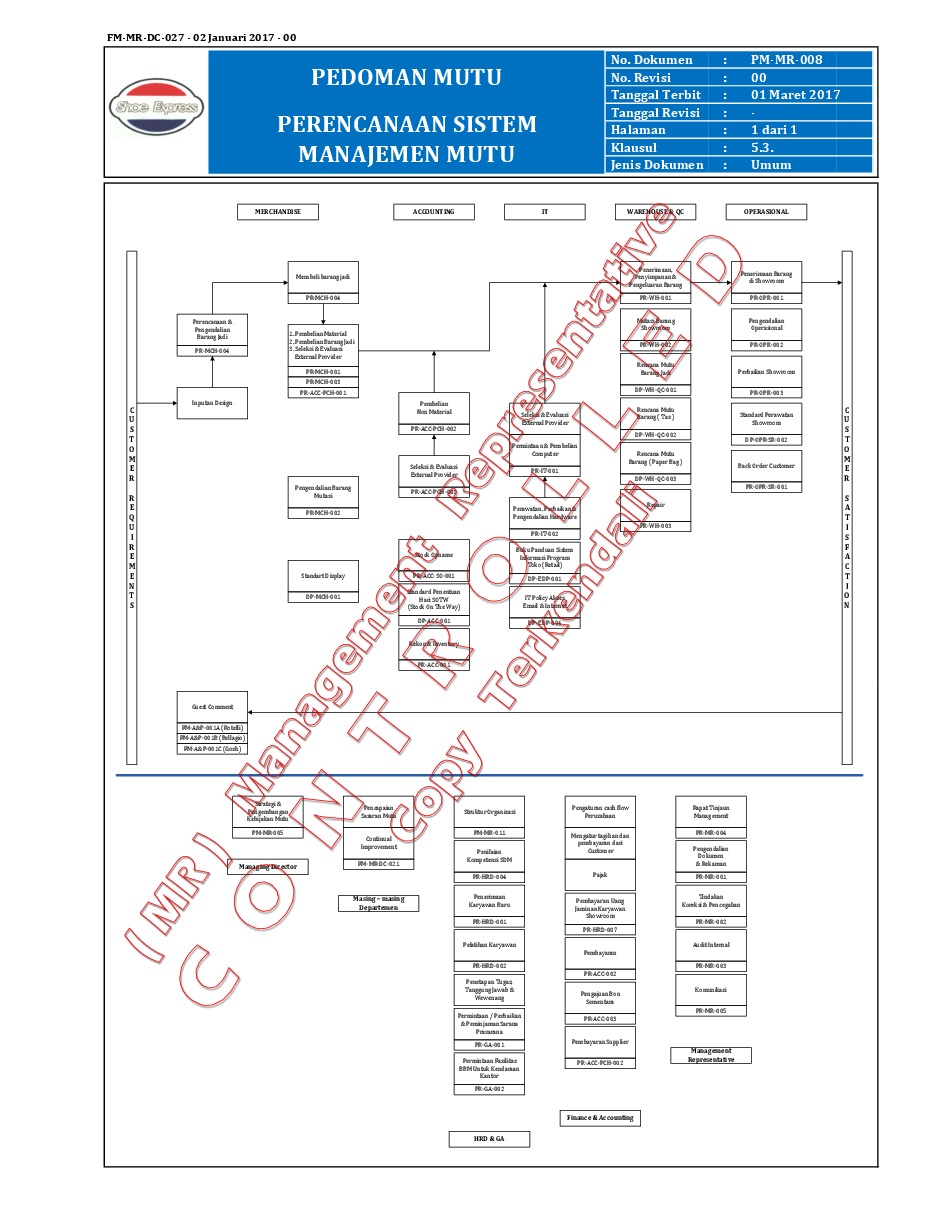 FM-MR-DC-027 - 02 Januari 2017 - 00
Shoe Express
PEDOMAN MUTU
PERENCANAAN SISTEM
MANAJEMEN MUTU
No. Dokumen : PM-MR-008
No. Revisi : 00
Tanggal Terbit : 01 Maret 2017
Tanggal Revisi : -
Halaman : 1 dari 1
Klausul : 5.3.
Jenis Dokumen : Umum
MERCHANDISE
ACCOUNTING
IT
WAREHOUSE & QC
OPERASIONAL
CUSTOMER REQUIREMENTS
Membeli barang jadi
PR-MCH-004
Perencanaan &
Pengendalian
Barang Jadi
PR-MCH-004
Inputan Design
1. Pembelian Material
2. Pembelian Barang Jadi
3. Seleksi & Evaluasi
External Provider
PR-MCH-001
PR-MCH-003
PR-ACC-PCH-001
Pengendalian Barang
Mutasi
PR-MCH-002
Standart Display
DP-MCH-001
Guest Comment
FM-A&P-001A (Rotelli)
FM-A&P-001B (Bellagio)
FM-A&P-001C (Gosh)
Pembelian
Non Material
PR-ACC-PCH-002
Seleksi & Evaluasi
External Provider
PR-ACC-PCH-002
Stock Opname
PR-ACC-SO-001
Standard Penentuan
Hari SOTW
(Stock On The Way)
DP-ACC-001
Rekonsil Inventory
PR-ACC-001
Seleksi & Evaluasi
External Provider
Permintaan & Pembelian
Computer
PR-IT-001
Perawatan, Perbaikan &
Pengendalian Hardware
PR-IT-002
Buku Panduan Sistem
Informasi Program
Toko (Retail)
DP-EDP-001
IT Policy Akses
Email & Internet
DP-EDP-004
Penerimaan,
Penyimpanan &
Pengeluaran Barang
PR-WH-001
Mutasi Barang
Showroom
PR-WH-002
Rencana Mutu
Barang Jadi
DP-WH-QC-001
Rencana Mutu
Barang ( Tas )
DP-WH-QC-002
Rencana Mutu
Barang ( Paper Bag )
DP-WH-QC-003
Repair
PR-WH-003
Penerimaan Barang
di Showroom
PR-OPR-001
Pengendalian
Operasional
PR-OPR-002
Perbaikan Showroom
PR-OPR-003
Standard Perawatan
Showroom
DP-OPR-SR-002
Back Order Customer
PR-OPR-SR-001
CUSTOMER SATISFACTION
Strategi &
Pengembangan
Kebijakan Mutu
PM-MR-005
Managing Director
Pencapaian
Sasaran Mutu
Continual
Improvement
FM-MR-DC-021
Masing – masing
Departemen
Struktur Organisasi
PM-MR-011
Penilaian
Kompetensi SDM
PR-HRD-004
Penerimaan
Karyawan Baru
PR-HRD-001
Pelatihan Karyawan
PR-HRD-002
Penetapan Tugas,
Tanggung Jawab &
Wewenang
Permintaan / Perbaikan
& Peminjaman Sarana
Prasarana
PR-GA-001
Permintaan Fasilitas
BBM Untuk Kendaraan
Kantor
PR-GA-002
HRD & GA
Pengaturan cash flow
Perusahaan
Mengatur tagihan dan
pembayaran dari
Customer
Pajak
Pembayaran Uang
Jaminan Karyawan
Showroom
PR-HRD-007
Pembayaran
PR-ACC-002
Pengajuan Bon
Sementara
PR-ACC-003
Pembayaran Supplier
PR-ACC-PCH-002
Finance & Accounting
Rapat Tinjaun
Management
PR-MR-004
Pengendalian
Dokumen
& Rekaman
PR-MR-001
Tindakan
Koreksi & Pencegahan
PR-MR-002
Audit Internal
PR-MR-003
Komunikasi
PR-MR-005
Management
Representative
( MR ) Management Representative
CONTROLLED
Copy Terkendali